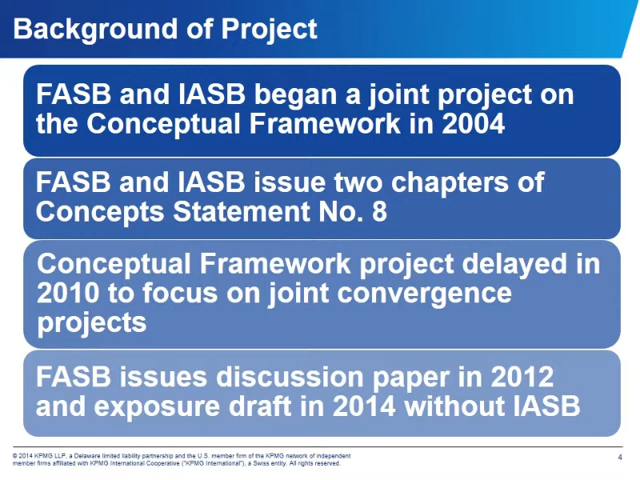 Background of Project
FASB and IASB began a joint project on
the Conceptual Framework in 2004
FASB and IASB issue two chapters of
Concepts Statement No. 8
Conceptual Framework project delayed in
2010 to focus on joint convergence
projects
FASB issues discussion paper in 2012
and exposure draft in 2014 without IASB
© 2014 KPMG LLP, a Delaware limited liability partnership and the U.S. member firm of the KPMG network of independent
member firms affiliated with KPMG International Cooperative ("KPMG International"), a Swiss entity. All rights reserved.
4